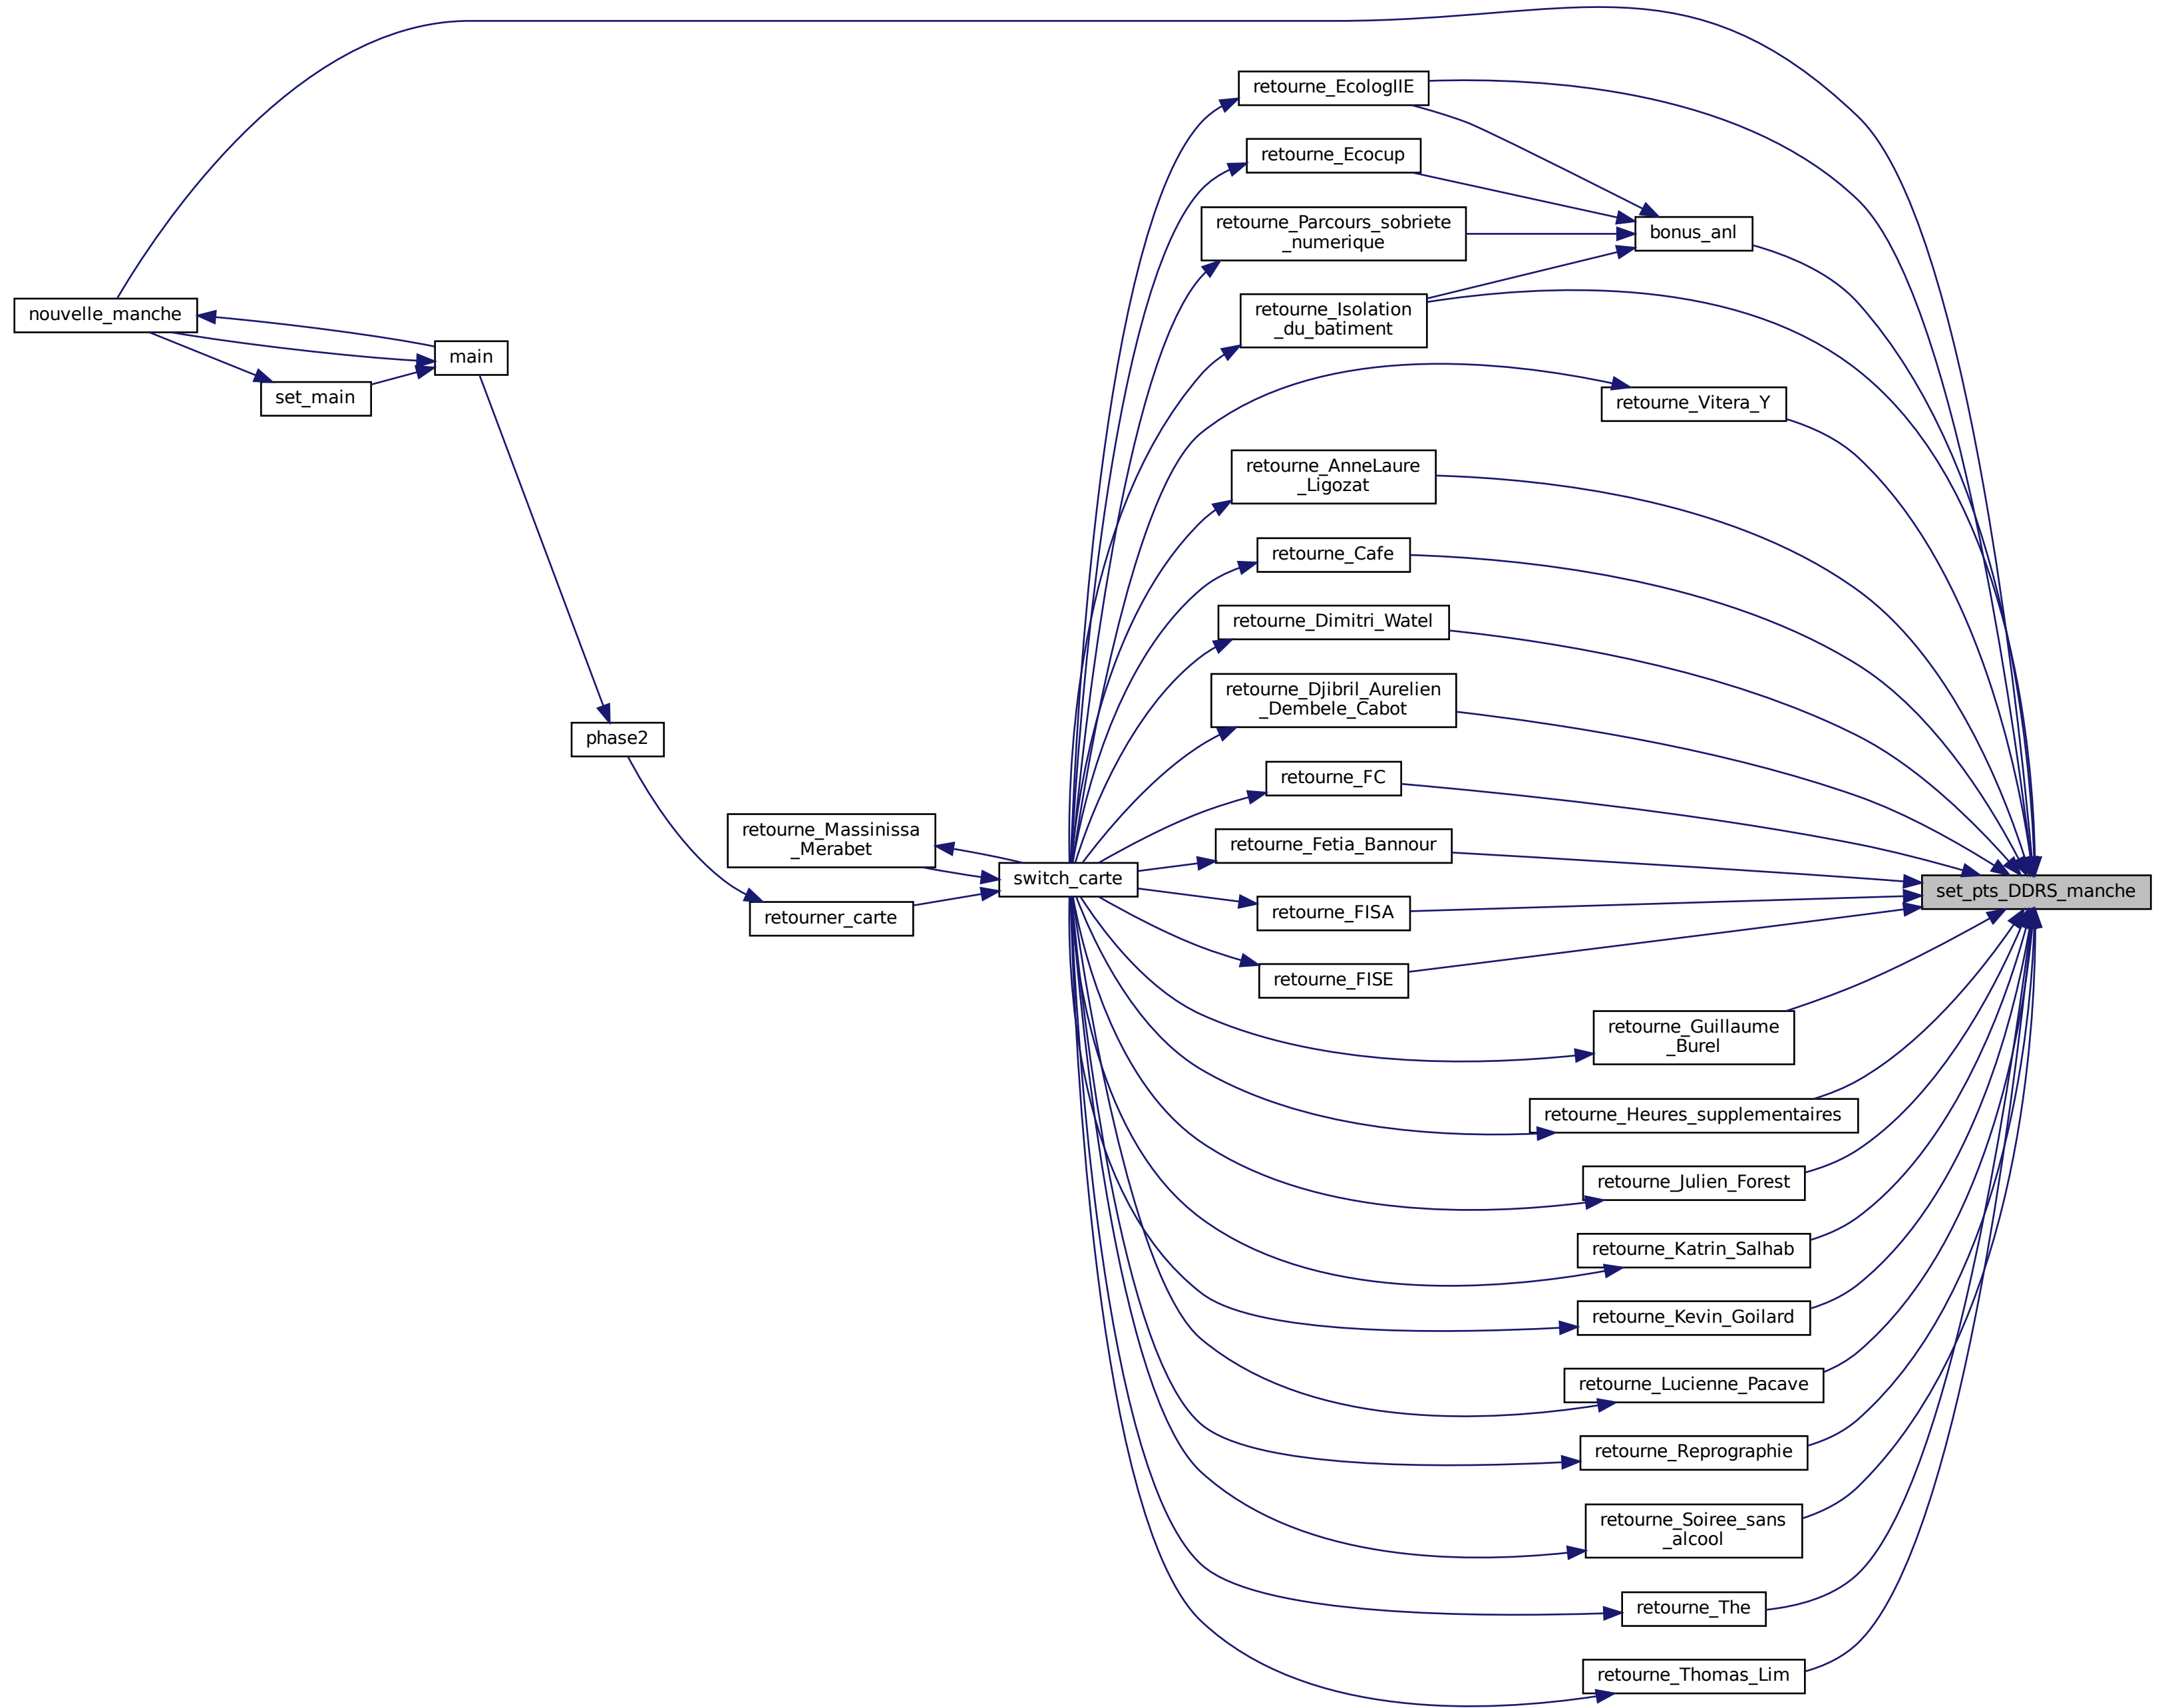 retourne_EcologIIE
retourne_Ecocup
retourne_Parcours_sobriete
_numerique
bonus_anl
retourne_Isolation
_du_batiment
nouvelle_manche
main
set_main
retourne_Vitera_Y
retourne_AnneLaure
_Ligozat
retourne_Cafe
retourne_Dimitri_Watel
retourne_Djibril_Aurelien
_Dembele_Cabot
phase2
retourne_FC
retourne_Massinissa
_Merabet
retourne_Fetia_Bannour
switch_carte
set_pts_DDRS_manche
retourner_carte
retourne_FISA
retourne_FISE
retourne_Guillaume
_Burel
retourne_Heures_supplementaires
retourne_Julien_Forest
retourne_Katrin_Salhab
retourne_Kevin_Goilard
retourne_Lucienne_Pacave
retourne_Reprographie
retourne_Soiree_sans
_alcool
retourne_The
retourne_Thomas_Lim